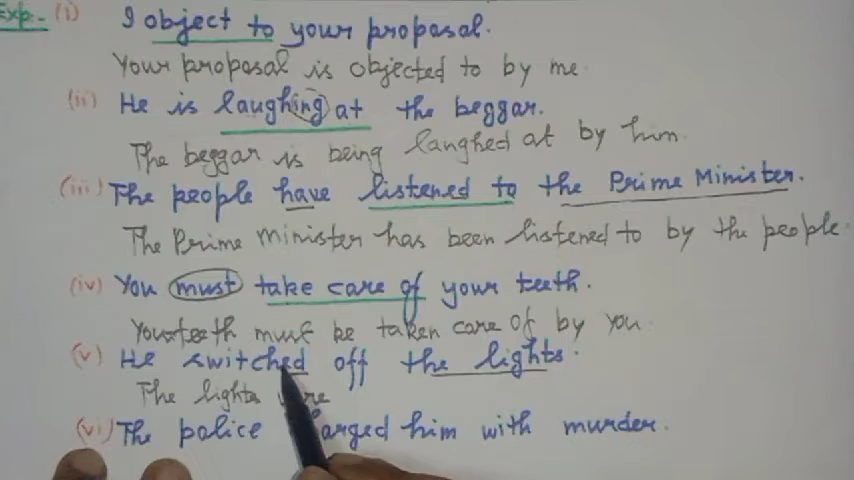 Exp. (i) I object to your proposal.
Your proposal is objected to by me.
(ii) He is laughing at the beggar.
The beggar is being laughed at by him.
(iii) The people have listened to the Prime Minister.
The Prime Minister has been listened to by the people.
(iv) You must take care of your teeth.
Your teeth must be taken care of by you.
(v) He switched off the lights.
The lights
(vi) The police him with murder.